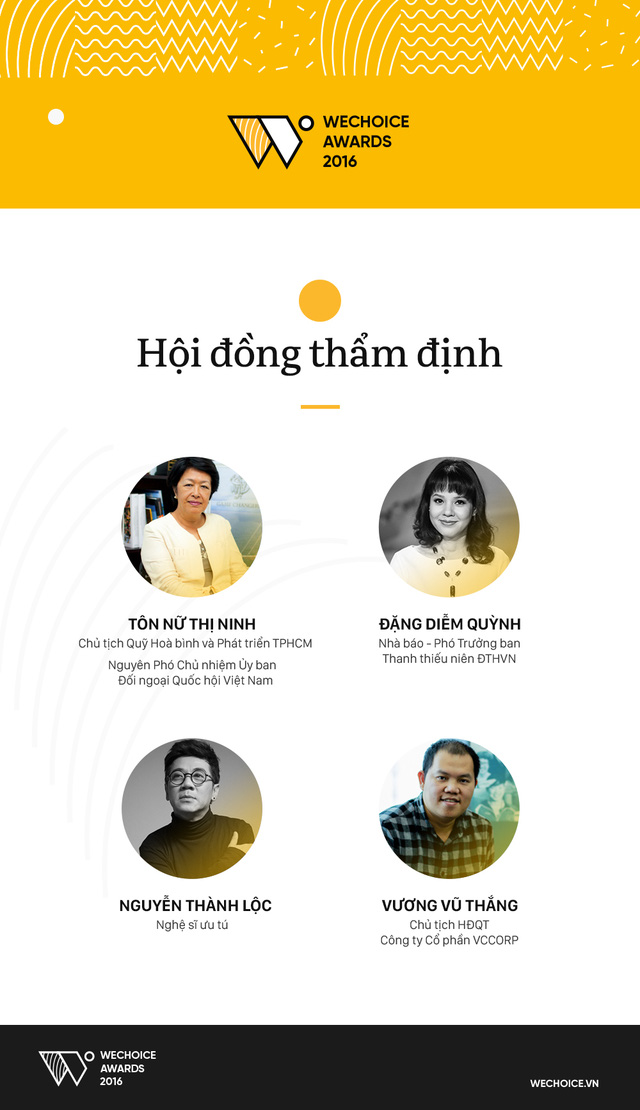 WECHOICE
AWARDS
2016
Hội đồng thẩm định
TÔN NỮ THỊ NINH
Chủ tịch Quỹ Hoà bình và Phát triển TPHCM
Nguyên Phó Chủ nhiệm Ủy ban
Đối ngoại Quốc hội Việt Nam
ĐẶNG DIỄM QUỲNH
Nhà báo - Phó Trưởng ban
Thanh thiếu niên ĐTHVN
NGUYỄN THÀNH LỘC
Nghệ sĩ ưu tú
VƯƠNG VŨ THẮNG
Chủ tịch HĐQT
Công ty Cổ phần VCCORP
WECHOICE
AWARDS
2016
WECHOICE.VN